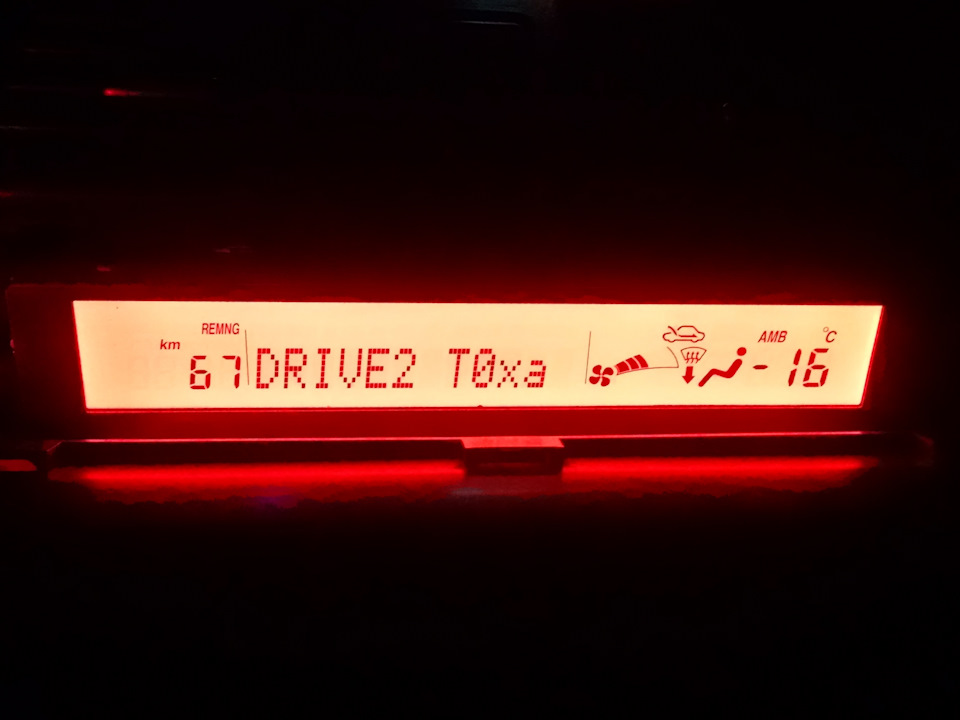 REMNG AMB °C
km 67 DRIVE2 T0xa -16